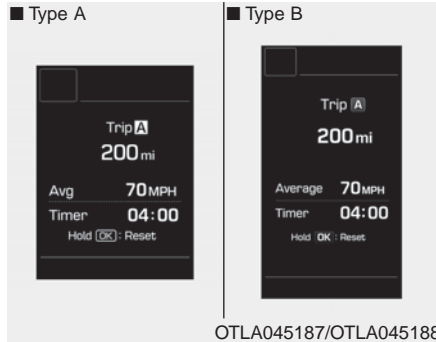 ■ Type A
Trip A
200 mi
Avg 70 MPH
Timer 04:00
Hold OK : Reset
■ Type B
Trip A
200 mi
Average 70 MPH
Timer 04:00
Hold OK : Reset
OTLA045187/OTLA045188